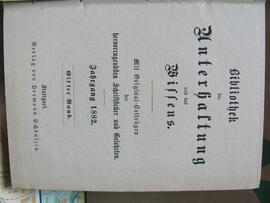 Bibliothek
der
Unterhaltung
und des
Wissens.
Mit Original-Beiträgen
der
hervorragendsten Schriftsteller und Gelehrten.
Jahrgang 1882.
Elfter Band.
Stuttgart.
Verlag von Hermann Schönlein.